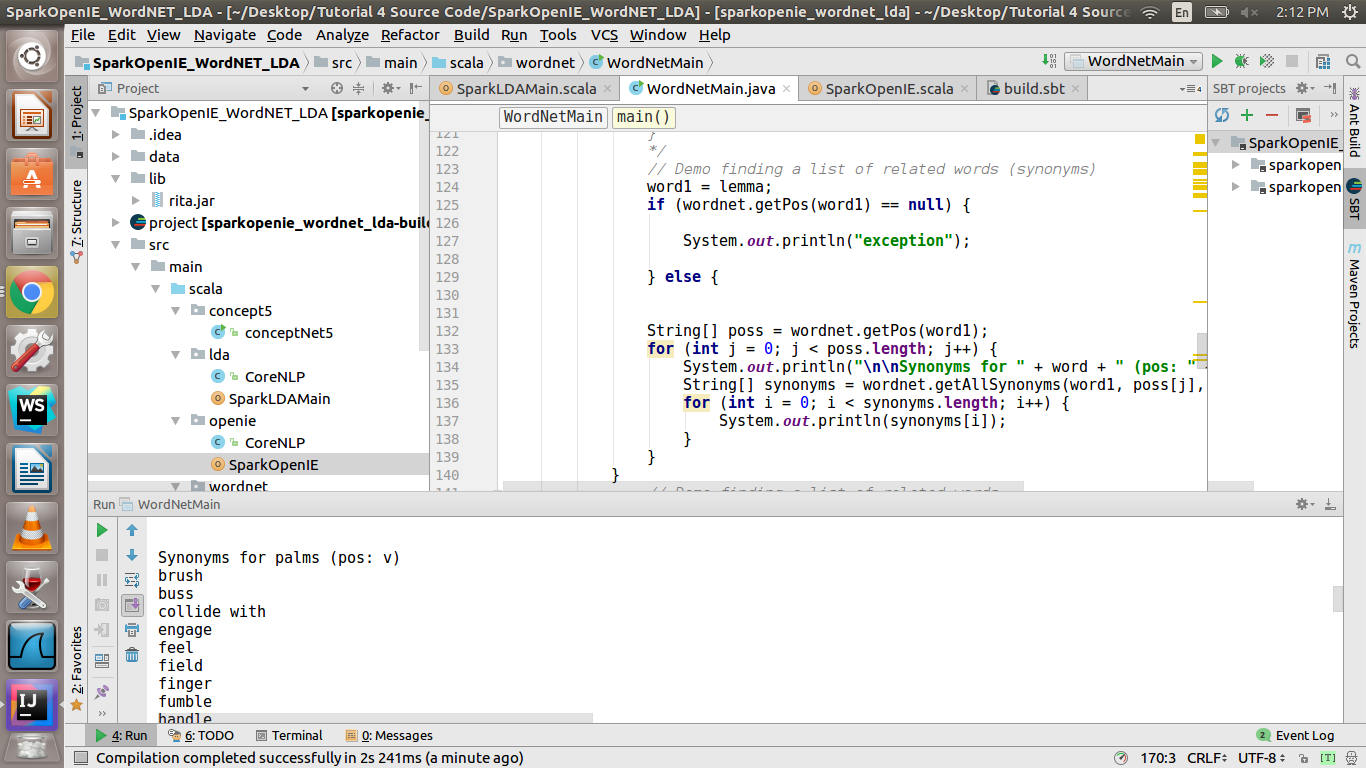 SparkOpenIE_WordNET_LDA - [~/Desktop/Tutorial 4 Source Code/SparkOpenIE_WordNET_LDA] - [sparkopenie_wordnet_lda] - ~/Desktop/Tutorial 4 Source
En
2:12 PM
File Edit View Navigate Code Analyze Refactor Build Run Tools VCS Window Help
SparkOpenIE_WordNET_LDA src main scala wordnet WordNetMain
WordNetMain
1: Project
7: Structure
2: Favorites
Project
SparkOpenIE_WordNET_LDA [sparkopenie_
.idea
data
lib
rita.jar
project [sparkopenie_wordnet_lda-build
src
main
scala
concept5
conceptNet5
lda
CoreNLP
SparkLDAMain
openie
CoreNLP
SparkOpenIE
wordnet
SparkLDAMain.scala WordNetMain.java SparkOpenIE.scala build.sbt
WordNetMain main()
121 }
122 */
123 // Demo finding a list of related words (synonyms)
124 word1 = lemma;
125 if (wordnet.getPos(word1) == null) {
126
127 System.out.println("exception");
128
129 } else {
130
131
132 String[] poss = wordnet.getPos(word1);
133 for (int j = 0; j < poss.length; j++) {
134 System.out.println("\n\nSynonyms for " + word + " (pos: "
135 String[] synonyms = wordnet.getAllSynonyms(word1, poss[j],
136 for (int i = 0; i < synonyms.length; i++) {
137 System.out.println(synonyms[i]);
138 }
139 }
140 }
141 // Demo finding a list of related words
SBT projects
SparkOpenIE_
sparkopen
sparkopen
Ant Build
SBT
Maven Projects
WS
IJ
Run WordNetMain
Synonyms for palms (pos: v)
brush
buss
collide with
engage
feel
field
finger
fumble
handle
4: Run 6: TODO Terminal 0: Messages
2 Event Log
Compilation completed successfully in 2s 241ms (a minute ago)
170:3 CRLF UTF-8 [T]